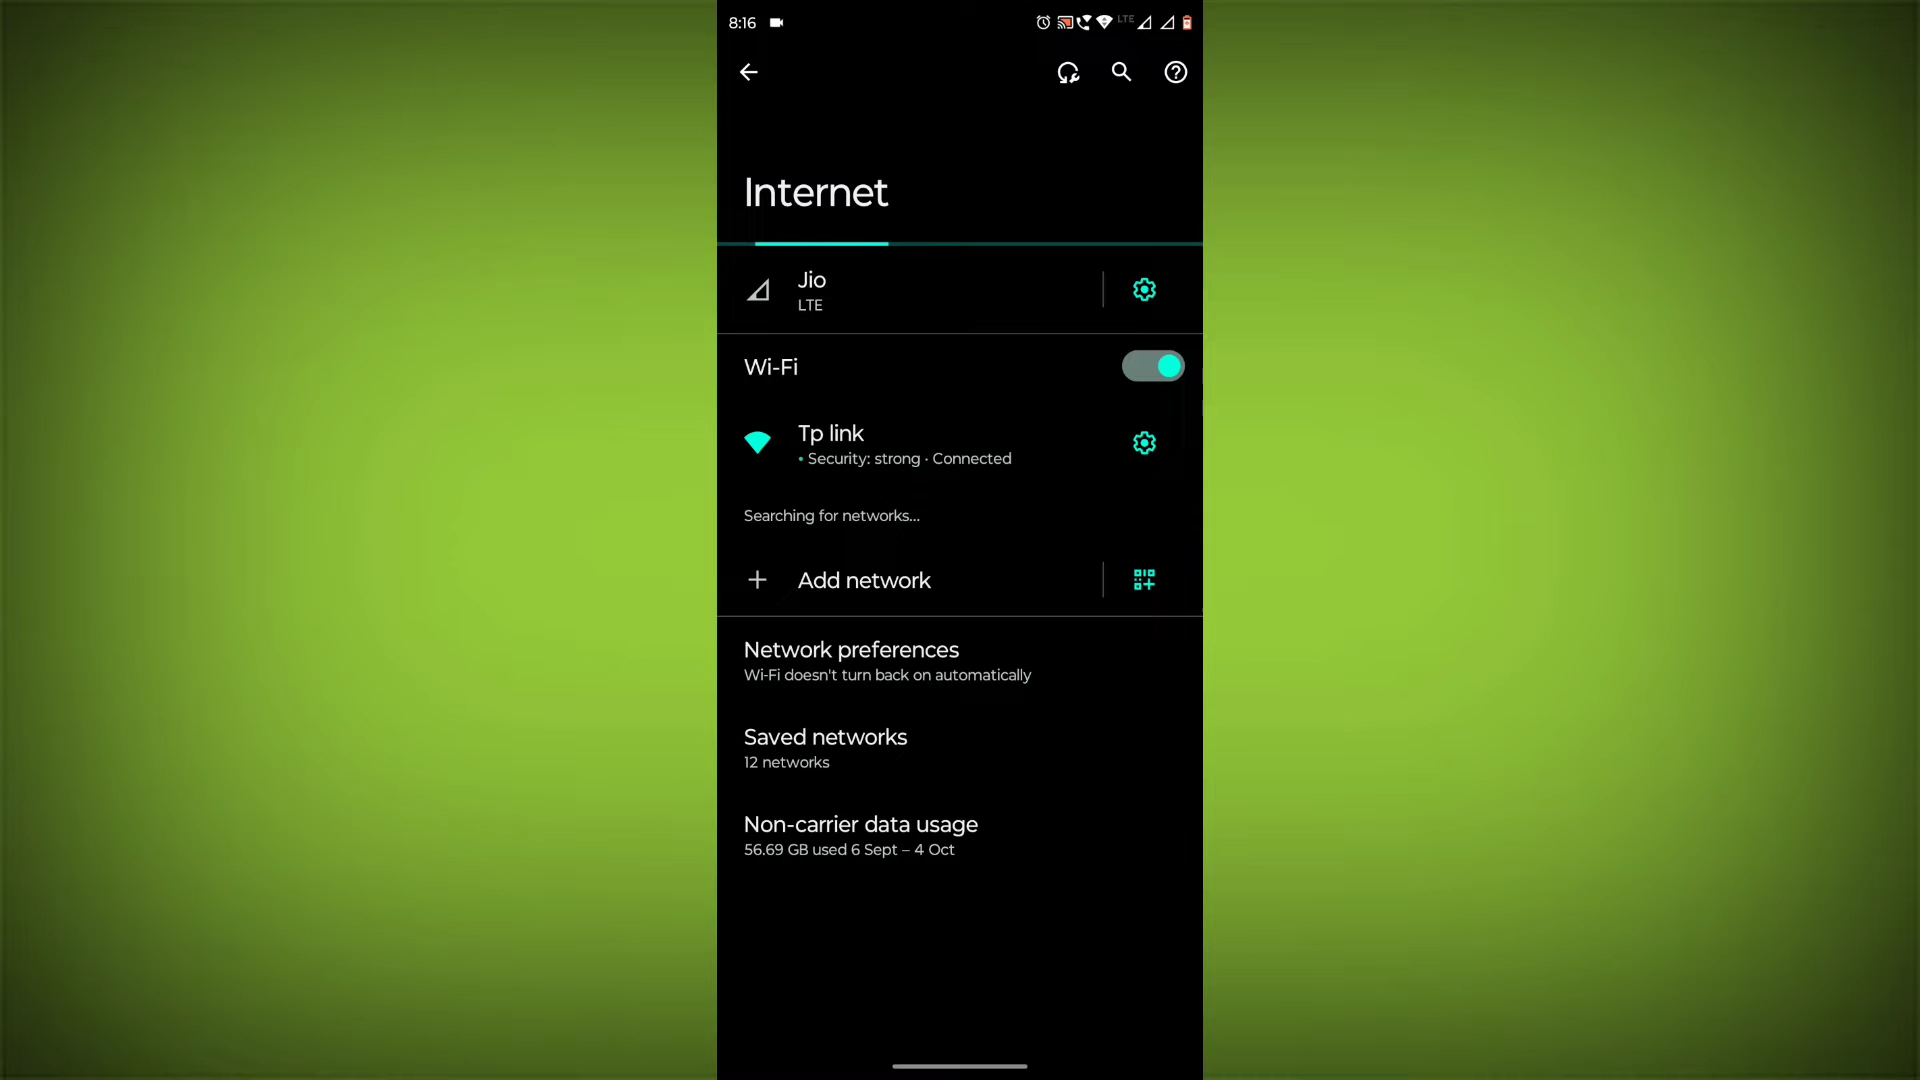 8:16
LTE
Internet
Jio
LTE
Wi-Fi
Tp link
• Security: strong · Connected
Searching for networks...
Add network
Network preferences
Wi-Fi doesn't turn back on automatically
Saved networks
12 networks
Non-carrier data usage
56.69 GB used 6 Sept – 4 Oct